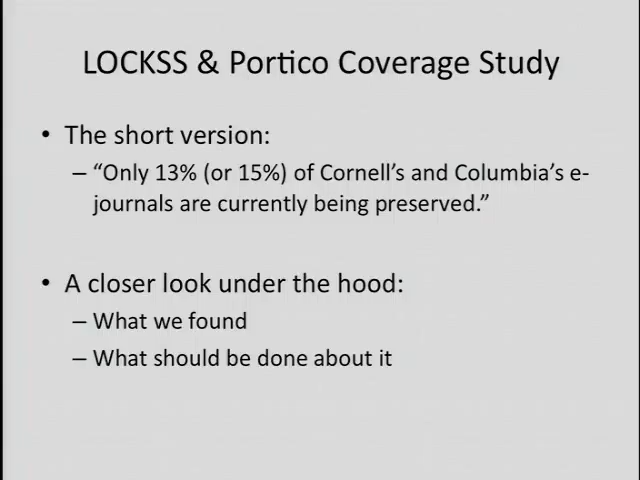 LOCKSS & Portico Coverage Study
• The short version:
– “Only 13% (or 15%) of Cornell’s and Columbia’s e-
journals are currently being preserved.”
• A closer look under the hood:
– What we found
– What should be done about it